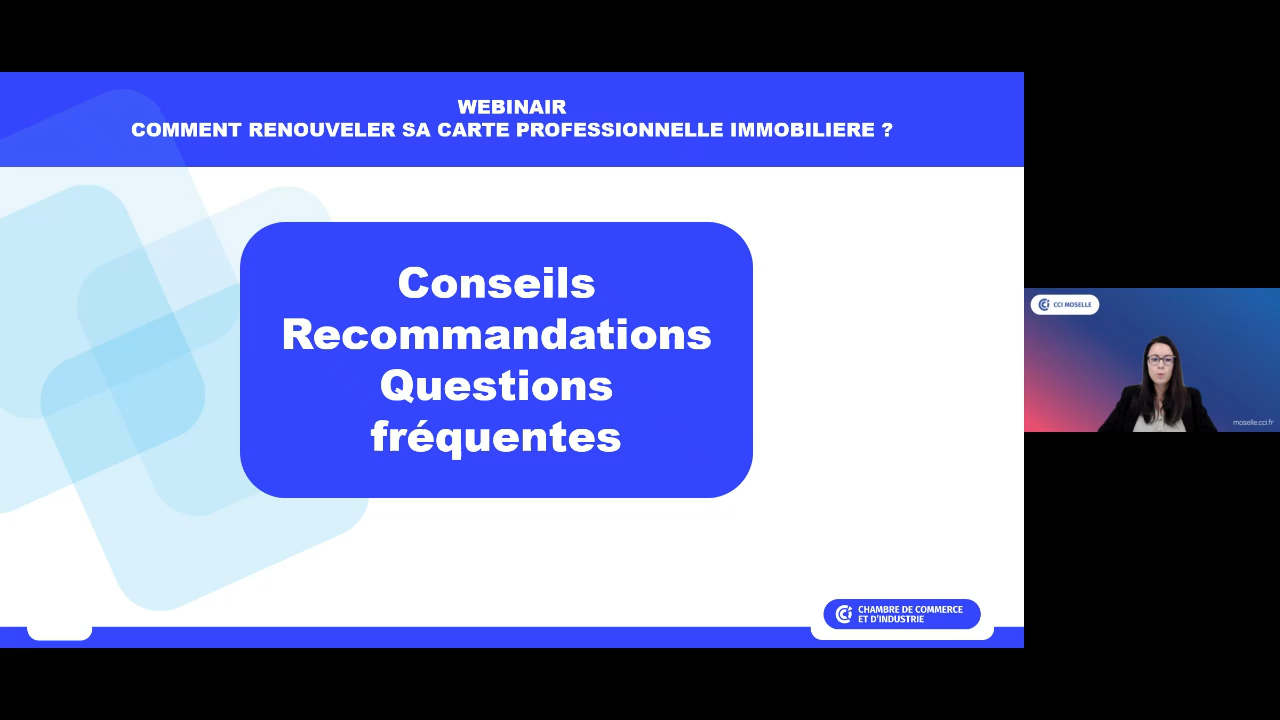 WEBINAIR
COMMENT RENOUVELER SA CARTE PROFESSIONNELLE IMMOBILIERE ?
Conseils
Recommandations
Questions
fréquentes
CCI MOSELLE
moselle.cci.fr
CHAMBRE DE COMMERCE
ET D'INDUSTRIE